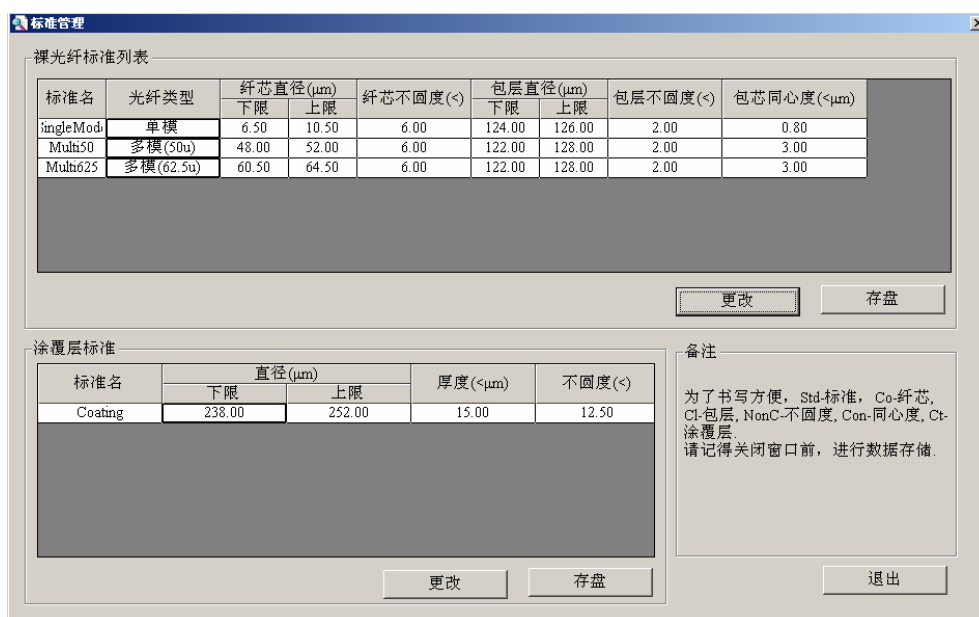 标准管理
裸光纤标准列表
标准名 光纤类型 纤芯直径(μm) 纤芯不圆度(<) 包层直径(μm) 包层不圆度(<) 包芯同心度(<μm)
下限 上限 下限 上限
SingleMod 单模 6.50 10.50 6.00 124.00 126.00 2.00 0.80
Multi50 多模(50u) 48.00 52.00 6.00 122.00 128.00 2.00 3.00
Multi625 多模(62.5u) 60.50 64.50 6.00 122.00 128.00 2.00 3.00
更改 存盘
涂覆层标准
标准名 直径(μm) 厚度(<μm) 不圆度(<)
下限 上限
Coating 238.00 252.00 15.00 12.50
更改 存盘
备注
为了书写方便，Std-标准，Co-纤芯,
Cl-包层, NonC-不圆度, Con-同心度, Ct-
涂覆层.
请记得关闭窗口前，进行数据存储.
退出